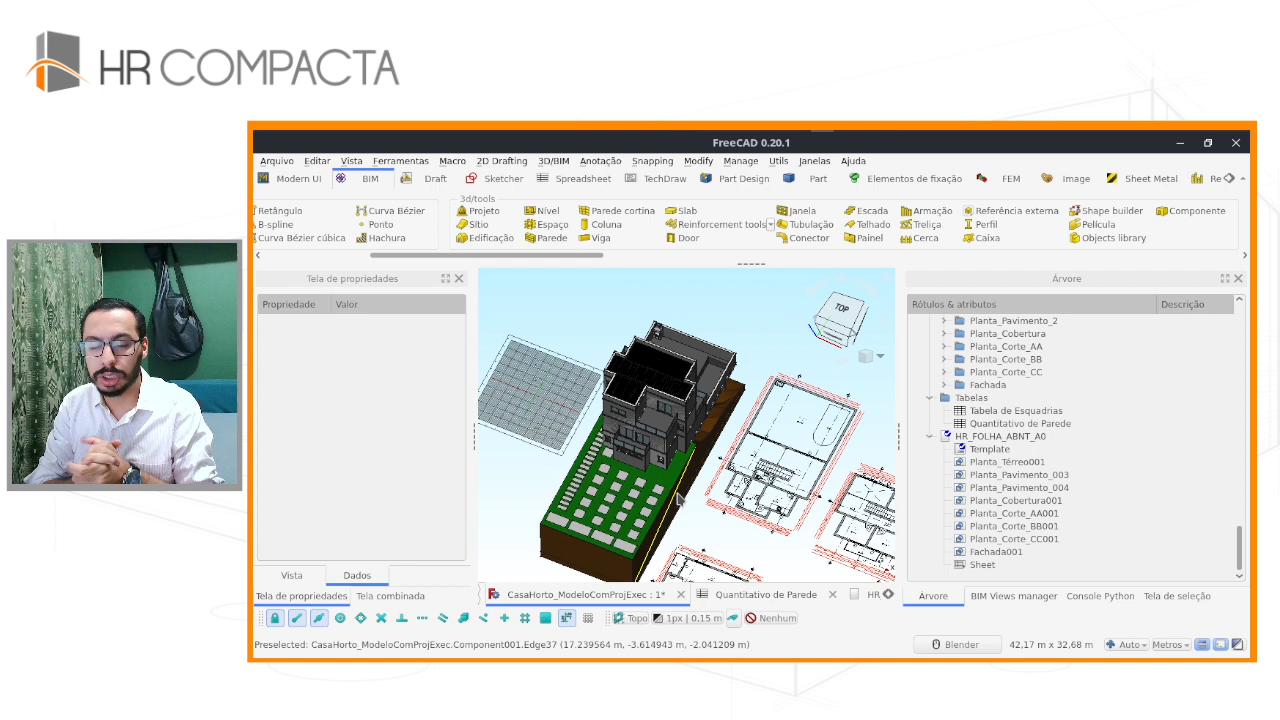 HR COMPACTA
FreeCAD 0.20.1
Arquivo Editar Vista Ferramentas Macro 2D Drafting 3D/BIM Anotação Snapping Modify Manage Utils Janelas Ajuda
Modern UI BIM Draft Sketcher Spreadsheet TechDraw Part Design Part Elementos de fixação FEM Image Sheet Metal Re
3d/tools
Retângulo Curva Bézier Projeto Nível Parede cortina Slab Janela Escada Armação Referência externa Shape builder Componente
B-spline Ponto Sítio Espaço Coluna Reinforcement tools Tubulação Telhado Treliça Perfil Película
Curva Bézier cúbica Hachura Edificação Parede Viga Door Conector Painel Cerca Caixa Objects library
Tela de propriedades Árvore
Propriedade Valor
Rótulos & atributos Descrição
TOP
Planta_Pavimento_2
Planta_Cobertura
Planta_Corte_AA
Planta_Corte_BB
Planta_Corte_CC
Fachada
Tabelas
Tabela de Esquadrias
Quantitativo de Parede
HR_FOLHA_ABNT_A0
Template
Planta_Térreo001
Planta_Pavimento_003
Planta_Pavimento_004
Planta_Cobertura001
Planta_Corte_AA001
Planta_Corte_BB001
Planta_Corte_CC001
Fachada001
Sheet
Vista Dados
Tela de propriedades Tela combinada
CasaHorto_ModeloComProjExec : 1* Quantitativo de Parede HR
Árvore BIM Views manager Console Python Tela de seleção
Topo 1px | 0.15 m Nenhum
Preselected: CasaHorto_ModeloComProjExec.Component001.Edge37 (17.239564 m, -3.614943 m, -2.041209 m) Blender 42,17 m x 32,68 m Auto Metros